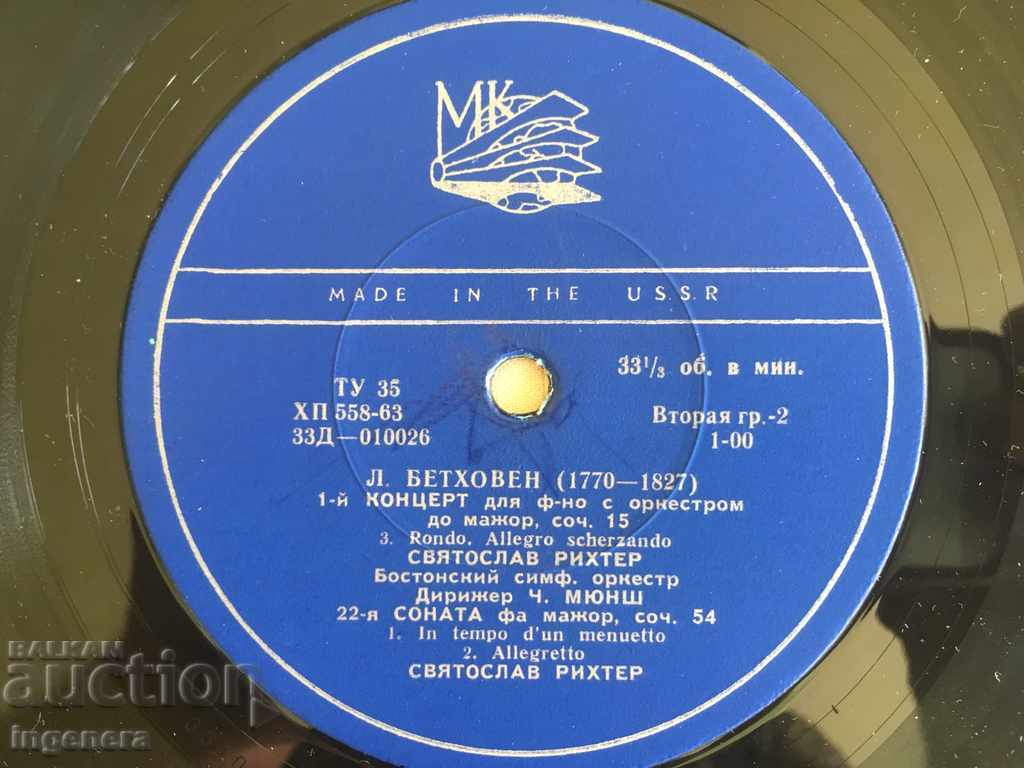 МК
MADE IN THE U.S.S.R
ТУ 35
ХП 558-63
33Д—010026
33 1/3 об. в мин.
Вторая гр.-2
1-00
Л. БЕТХОВЕН (1770—1827)
1-й КОНЦЕРТ для ф-но с оркестром
до мажор, соч. 15
3. Rondo. Allegro scherzando
СВЯТОСЛАВ РИХТЕР
Бостонский симф. оркестр
Дирижер Ч. МЮНШ
22-я СОНАТА фа мажор, соч. 54
1. In tempo d'un menuetto
2. Allegretto
СВЯТОСЛАВ РИХТЕР
BALKAN
auction
ingenera